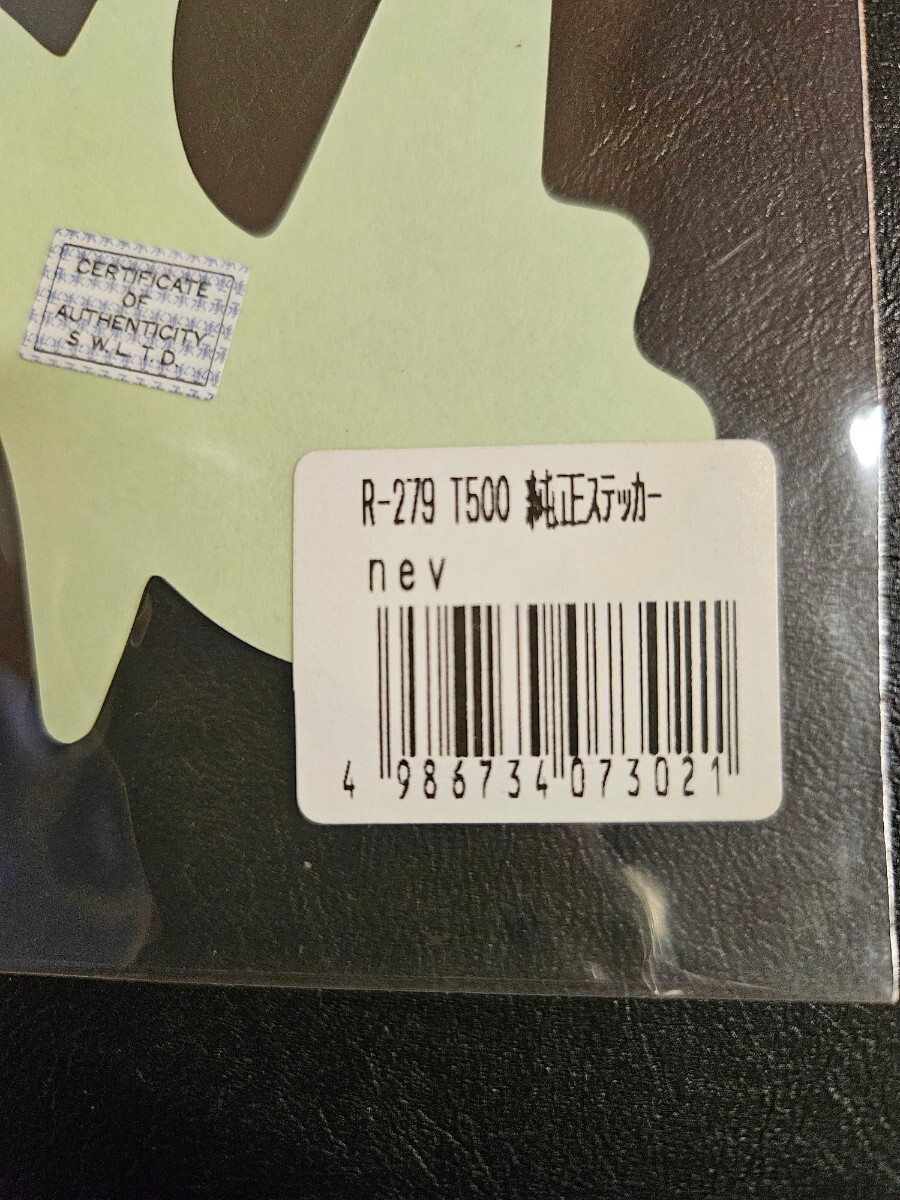 CERTIFICATE
OF
AUTHENTICITY
S.W.L.T.D.
R-279 T500 純正ステッカー
nev
4 986734 073021